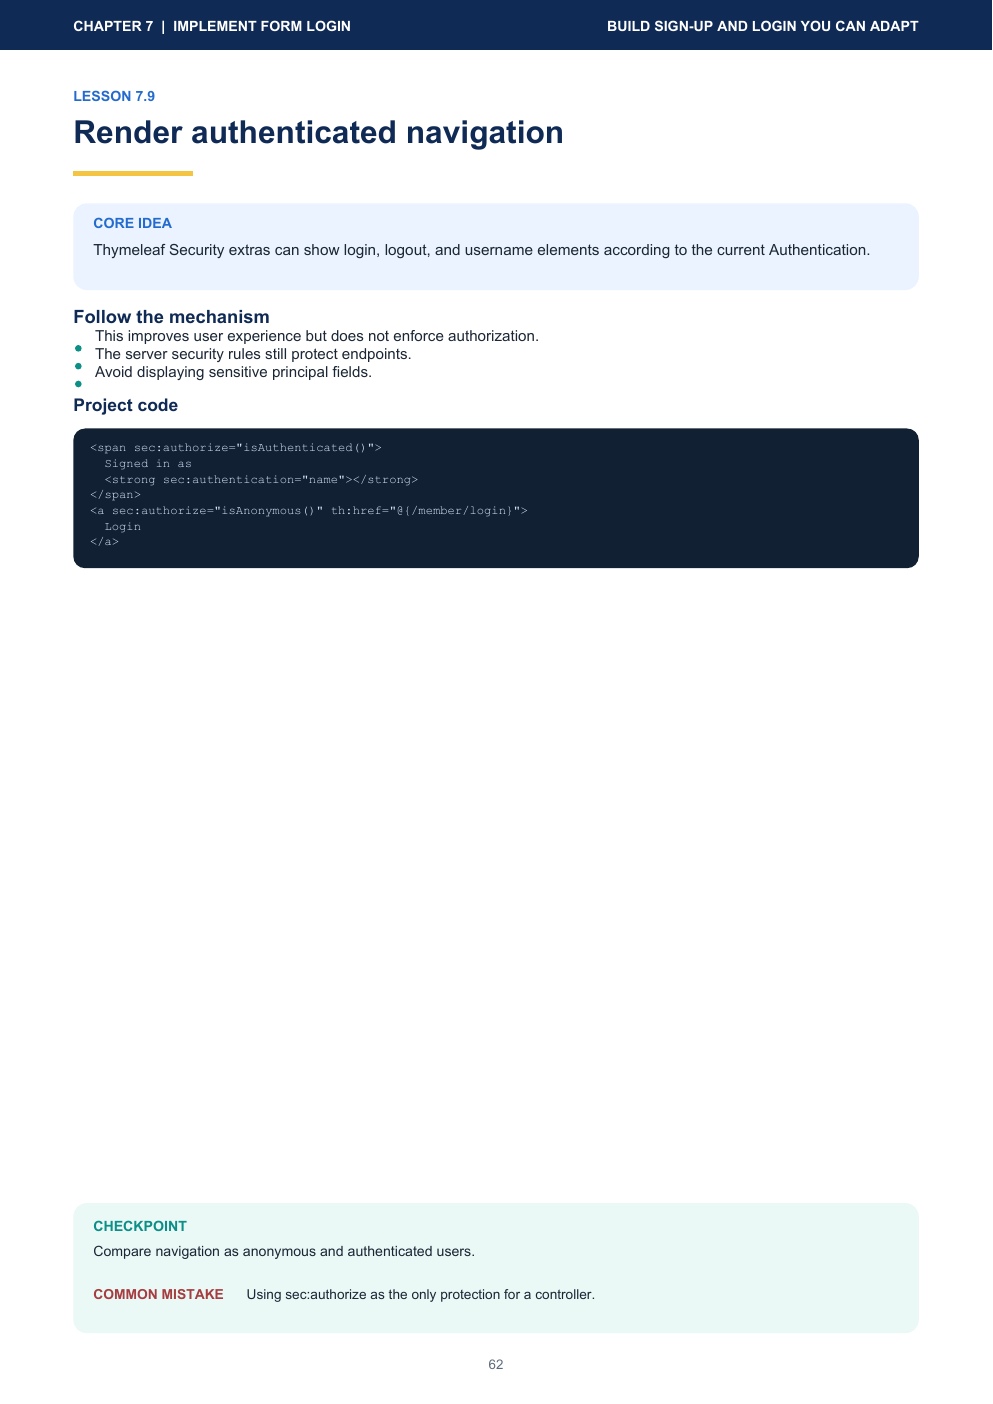 CHAPTER 7 | IMPLEMENT FORM LOGIN
BUILD SIGN-UP AND LOGIN YOU CAN ADAPT
LESSON 7.9
Render authenticated navigation
CORE IDEA
Thymeleaf Security extras can show login, logout, and username elements according to the current Authentication.
Follow the mechanism
This improves user experience but does not enforce authorization.
The server security rules still protect endpoints.
Avoid displaying sensitive principal fields.
Project code
<span sec:authorize="isAuthenticated()">
  Signed in as
  <strong sec:authentication="name"></strong>
</span>
<a sec:authorize="isAnonymous()" th:href="@{/member/login}">
  Login
</a>
CHECKPOINT
Compare navigation as anonymous and authenticated users.
COMMON MISTAKE Using sec:authorize as the only protection for a controller.
62